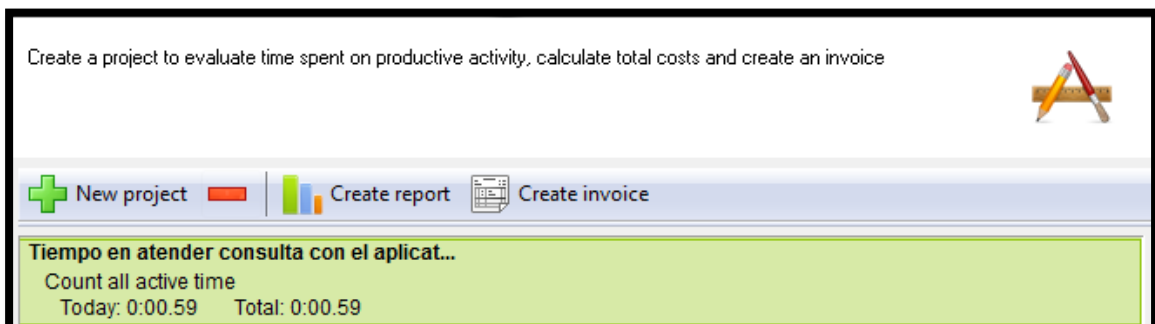 Create a project to evaluate time spent on productive activity, calculate total costs and create an invoice
New project Create report Create invoice
Tiempo en atender consulta con el aplicat...
Count all active time
Today: 0:00.59 Total: 0:00.59